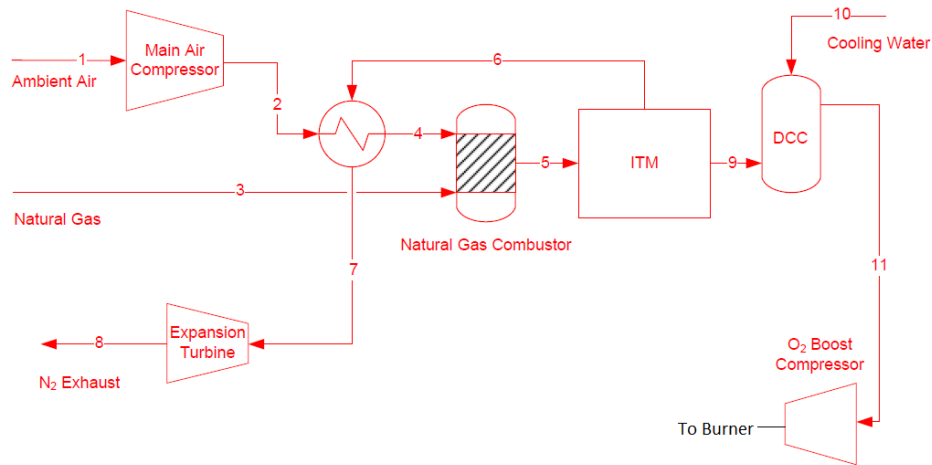 10
Cooling Water
1
Ambient Air
Main Air
Compressor
2
6
4
5
ITM
9
DCC
3
Natural Gas
Natural Gas Combustor
7
11
8
Expansion
Turbine
N₂ Exhaust
O₂ Boost
Compressor
To Burner